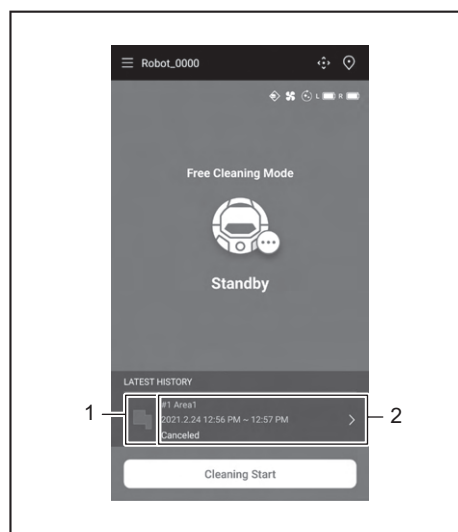 Robot_0000
L R
Free Cleaning Mode
Standby
LATEST HISTORY
#1 Area1
2021.2.24 12:56 PM ~ 12:57 PM
Canceled
1
2
Cleaning Start